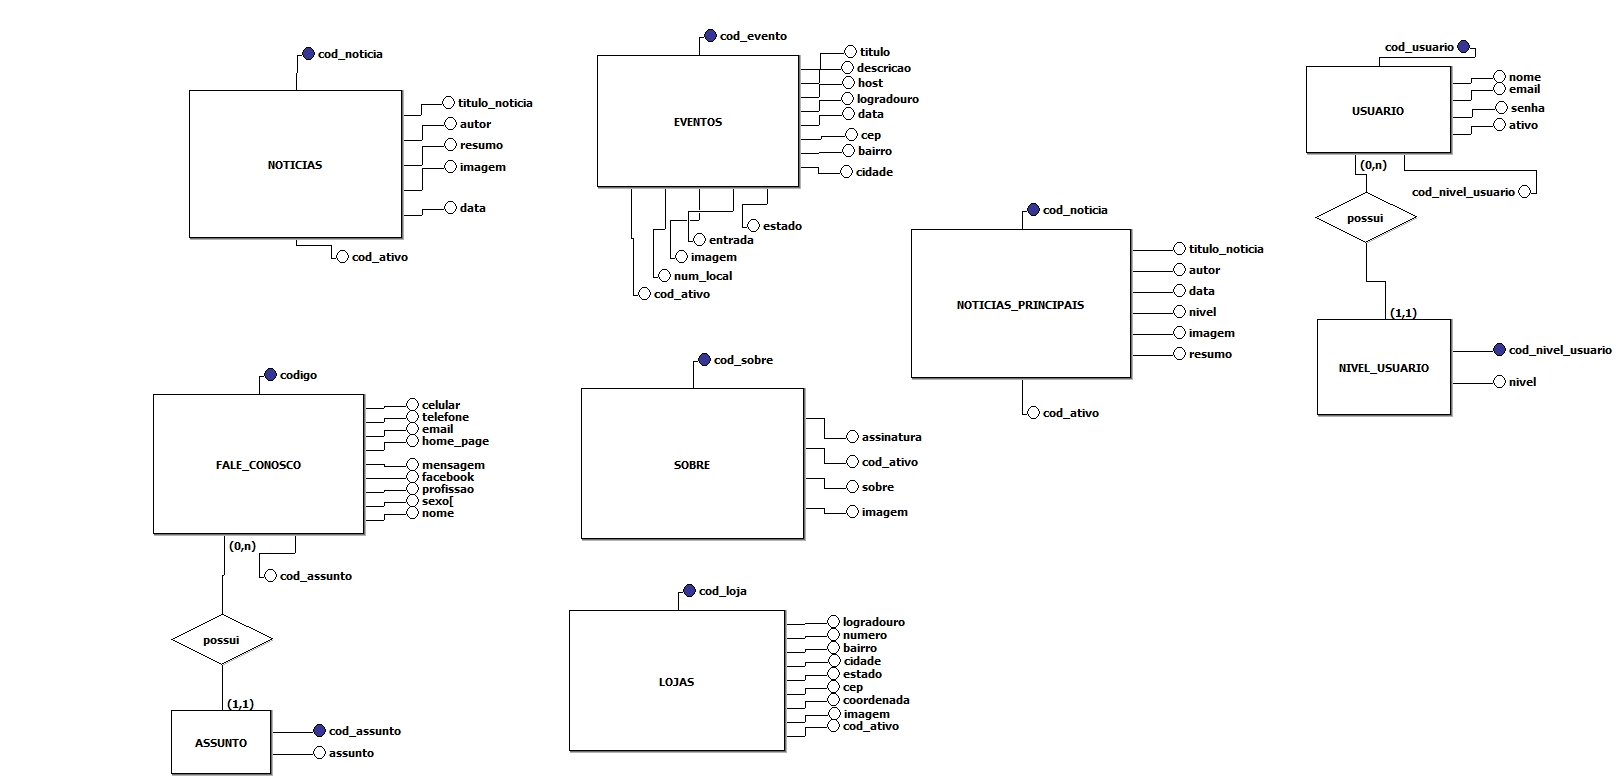 cod_noticia
titulo_noticia
autor
resumo
imagem
data
NOTICIAS
cod_ativo
cod_evento
titulo
descricao
host
logradouro
data
cep
bairro
cidade
EVENTOS
estado
entrada
imagem
num_local
cod_ativo
cod_usuario
nome
email
senha
ativo
USUARIO
(0,n)
cod_nivel_usuario
possui
(1,1)
NIVEL_USUARIO
cod_nivel_usuario
nivel
cod_noticia
titulo_noticia
autor
data
nivel
imagem
resumo
NOTICIAS_PRINCIPAIS
cod_ativo
codigo
celular
telefone
email
home_page
mensagem
facebook
profissao
sexo[
nome
FALE_CONOSCO
(0,n)
cod_assunto
possui
(1,1)
ASSUNTO
cod_assunto
assunto
cod_sobre
SOBRE
assinatura
cod_ativo
sobre
imagem
cod_loja
LOJAS
logradouro
numero
bairro
cidade
estado
cep
coordenada
imagem
cod_ativo